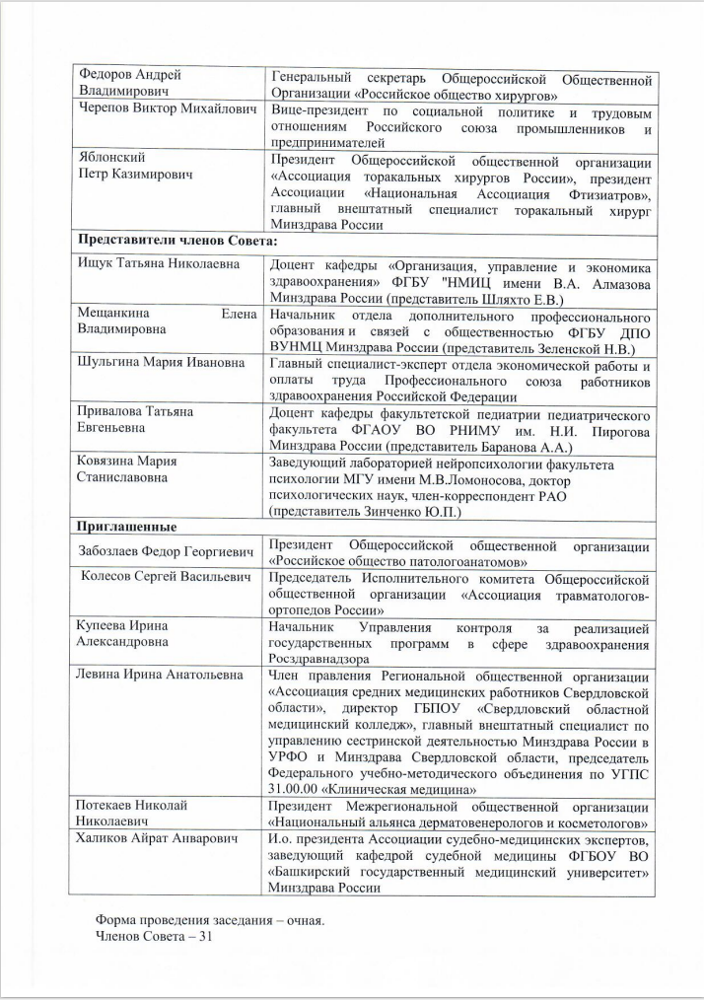 Федоров Андрей
Владимирович
Генеральный секретарь Общероссийской Общественной
Организации «Российское общество хирургов»
Черепов Виктор Михайлович
Вице-президент по социальной политике и трудовым
отношениям Российского союза промышленников и
предпринимателей
Яблонский
Петр Казимирович
Президент Общероссийской общественной организации
«Ассоциация торакальных хирургов России», президент
Ассоциации «Национальная Ассоциация Фтизиатров»,
главный внештатный специалист торакальный хирург
Минздрава России
Представители членов Совета:
Ищук Татьяна Николаевна
Доцент кафедры «Организация, управление и экономика
здравоохранения» ФГБУ "НМИЦ имени В.А. Алмазова
Минздрава России (представитель Шляхто Е.В.)
Мещанкина Елена
Владимировна
Начальник отдела дополнительного профессионального
образования и связей с общественностью ФГБУ ДПО
ВУНМЦ Минздрава России (представитель Зеленской Н.В.)
Шульгина Мария Ивановна
Главный специалист-эксперт отдела экономической работы и
оплаты труда Профессионального союза работников
здравоохранения Российской Федерации
Привалова Татьяна
Евгеньевна
Доцент кафедры факультетской педиатрии педиатрического
факультета ФГАОУ ВО РНИМУ им. Н.И. Пирогова
Минздрава России (представитель Баранова А.А.)
Ковязина Мария
Станиславовна
Заведующий лабораторией нейропсихологии факультета
психологии МГУ имени М.В.Ломоносова, доктор
психологических наук, член-корреспондент РАО
(представитель Зинченко Ю.П.)
Приглашенные
Забозлаев Федор Георгиевич
Президент Общероссийской общественной организации
«Российское общество патологоанатомов»
Колесов Сергей Васильевич
Председатель Исполнительного комитета Общероссийской
общественной организации «Ассоциация травматологов-
ортопедов России»
Купеева Ирина
Александровна
Начальник Управления контроля за реализацией
государственных программ в сфере здравоохранения
Росздравнадзора
Левина Ирина Анатольевна
Член правления Региональной общественной организации
«Ассоциация средних медицинских работников Свердловской
области», директор ГБПОУ «Свердловский областной
медицинский колледж», главный внештатный специалист по
управлению сестринской деятельностью Минздрава России в
УРФО и Минздрава Свердловской области, председатель
Федерального учебно-методического объединения по УГПС
31.00.00 «Клиническая медицина»
Потекаев Николай
Николаевич
Президент Межрегиональной общественной организации
«Национального альянса дерматовенерологов и косметологов»
Халиков Айрат Анварович
И.о. президента Ассоциации судебно-медицинских экспертов,
заведующий кафедрой судебной медицины ФГБОУ ВО
«Башкирский государственный медицинский университет»
Минздрава России
Форма проведения заседания – очная.
Членов Совета – 31